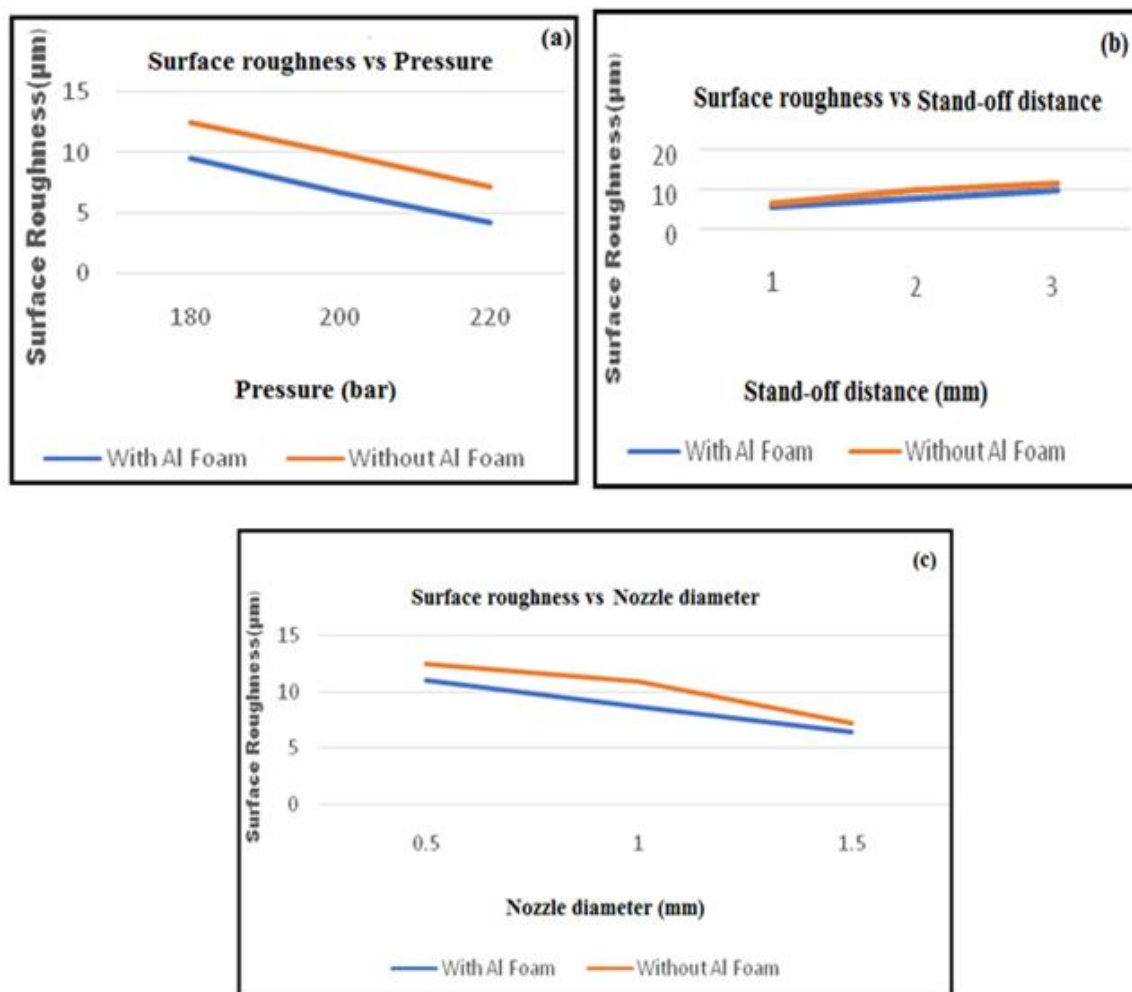 (a)
Surface roughness vs Pressure
Surface Roughness(µm)
15
10
5
0
180 200 220
Pressure (bar)
With Al Foam Without Al Foam
(b)
Surface roughness vs Stand-off distance
Surface Roughness(µm)
20
10
0
1 2 3
Stand-off distance (mm)
With Al Foam Without Al Foam
(c)
Surface roughness vs Nozzle diameter
Surface Roughness(µm)
15
10
5
0
0.5 1 1.5
Nozzle diameter (mm)
With Al Foam Without Al Foam